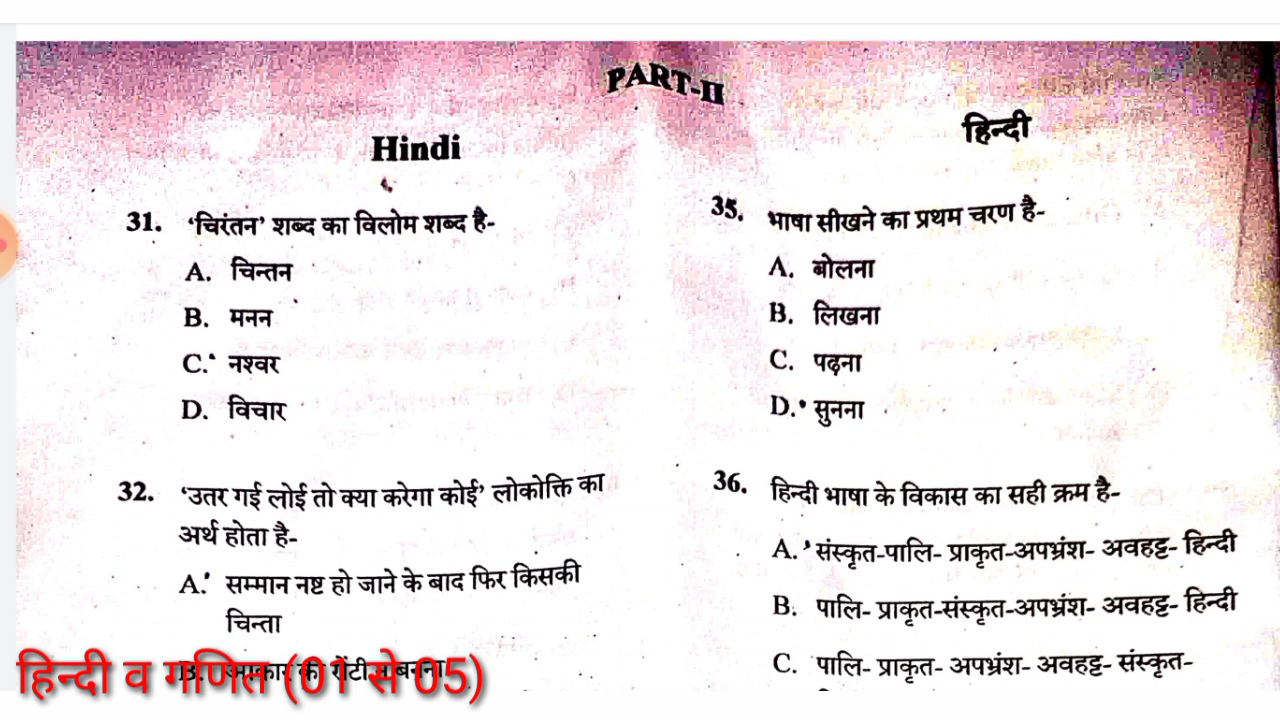 PART-II
Hindi
हिन्दी
31. 'चिरंतन' शब्द का विलोम शब्द है-
A. चिन्तन
B. मनन
C. नश्वर
D. विचार
32. 'उतर गई लोई तो क्या करेगा कोई' लोकोक्ति का
अर्थ होता है-
A. सम्मान नष्ट हो जाने के बाद फिर किसकी
चिन्ता
B.
35. भाषा सीखने का प्रथम चरण है-
A. बोलना
B. लिखना
C. पढ़ना
D. सुनना
36. हिन्दी भाषा के विकास का सही क्रम है-
A. संस्कृत-पालि- प्राकृत-अपभ्रंश- अवहट्ट- हिन्दी
B. पालि- प्राकृत-संस्कृत-अपभ्रंश- अवहट्ट- हिन्दी
C. पालि- प्राकृत- अपभ्रंश- अवहट्ट- संस्कृत-
हिन्दी व गणित (01 से 05)